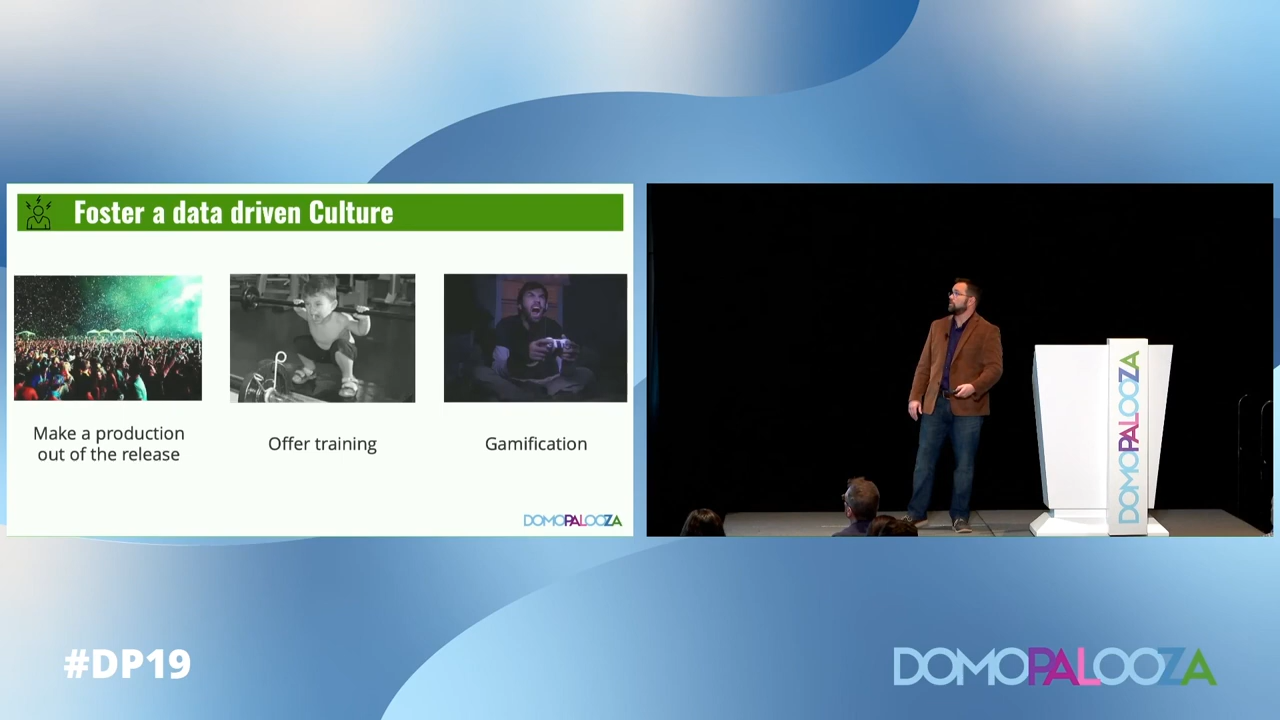 Foster a data driven Culture
Make a production
out of the release
Offer training
Gamification
DOMOPALOOZA
DOMOPALOOZA
#DP19
DOMOPALOOZA